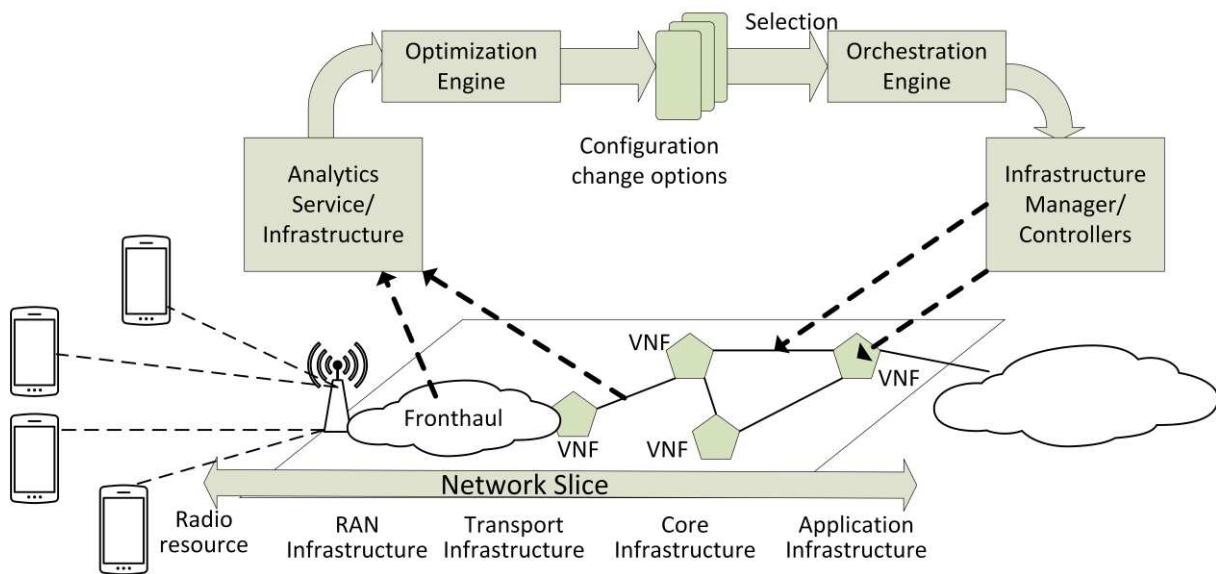 Selection
Optimization
Engine
Orchestration
Engine
Configuration
change options
Analytics
Service/
Infrastructure
Infrastructure
Manager/
Controllers
VNF
VNF
Fronthaul
VNF
VNF
Network Slice
Radio
resource
RAN
Infrastructure
Transport
Infrastructure
Core
Infrastructure
Application
Infrastructure